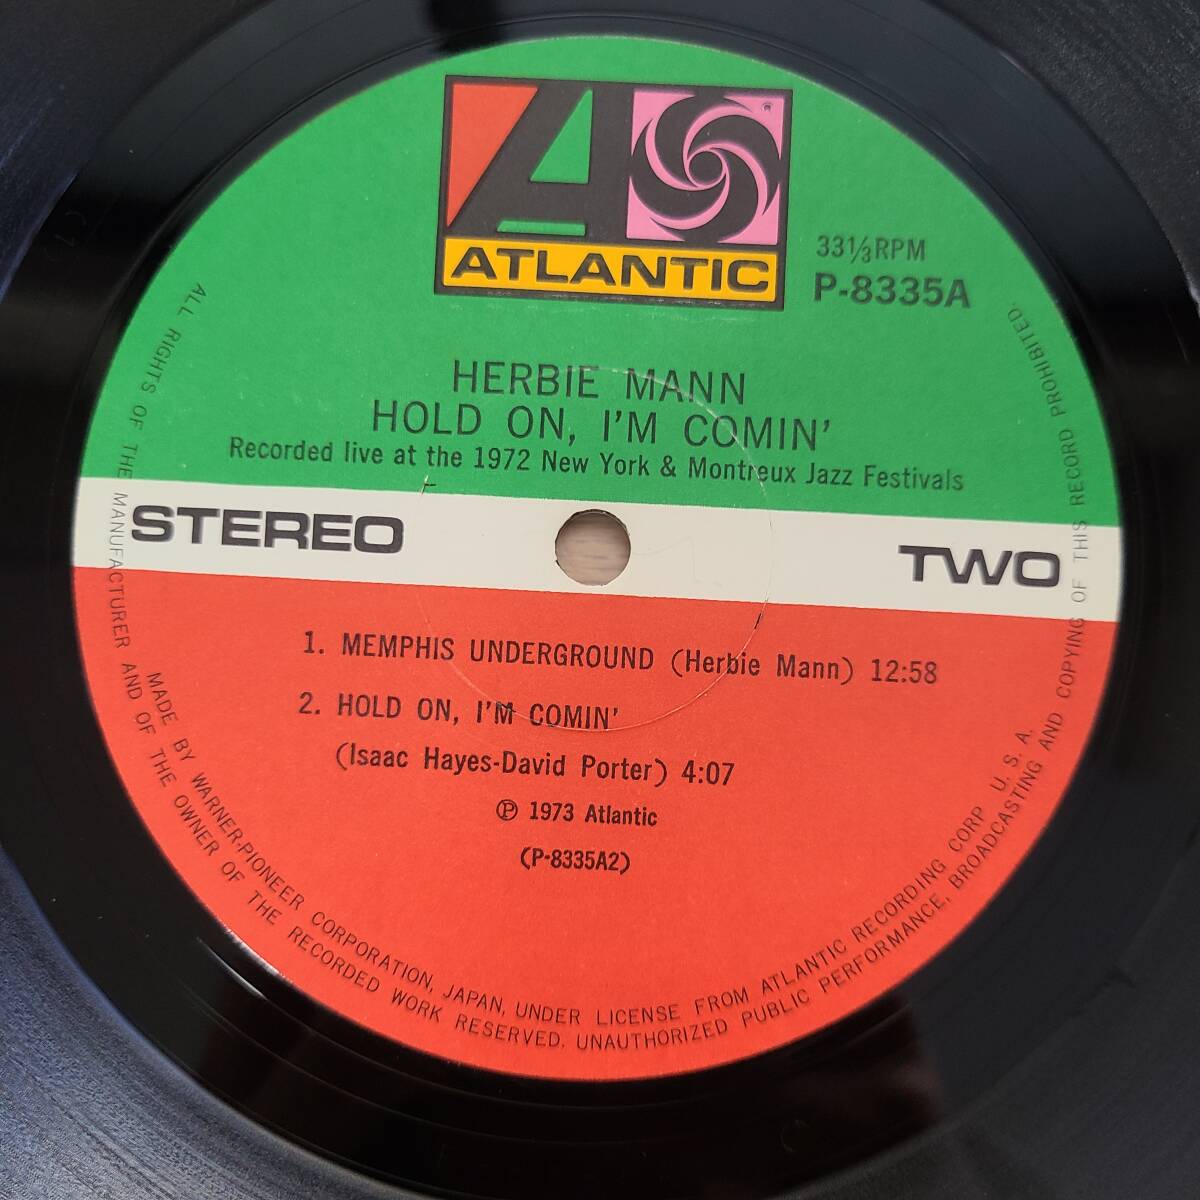 ATLANTIC
®
33⅓RPM
P-8335A
HERBIE MANN
HOLD ON, I'M COMIN'
Recorded live at the 1972 New York & Montreux Jazz Festivals
STEREO
TWO
1. MEMPHIS UNDERGROUND (Herbie Mann) 12:58
2. HOLD ON, I'M COMIN'
(Isaac Hayes-David Porter) 4:07
Ⓟ 1973 Atlantic
(P-8335A2)
MADE BY WARNER-PIONEER CORPORATION, JAPAN, UNDER LICENSE FROM ATLANTIC RECORDING CORP. U. S. A.
ALL RIGHTS OF THE MANUFACTURER AND OF THE OWNER OF THE RECORDED WORK RESERVED. UNAUTHORIZED PUBLIC PERFORMANCE, BROADCASTING AND COPYING OF THIS RECORD PROHIBITED.